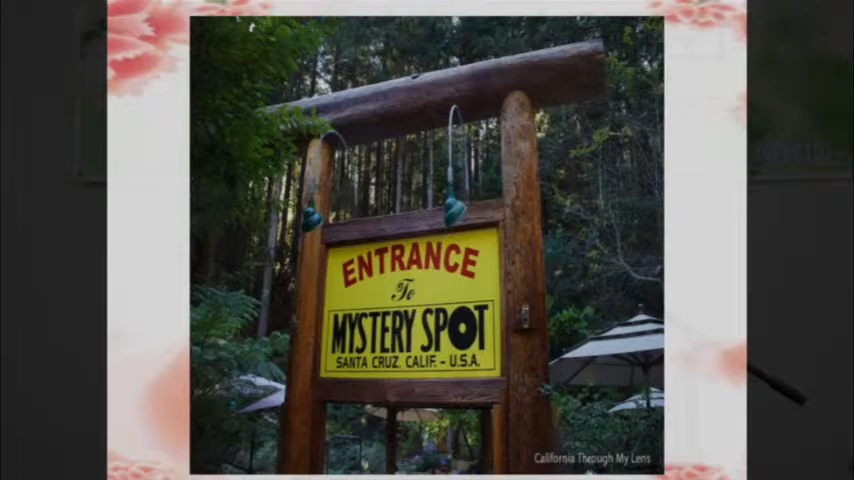 ENTRANCE
To
MYSTERY SPOT
SANTA CRUZ. CALIF. - U.S.A.
California Through My Lens